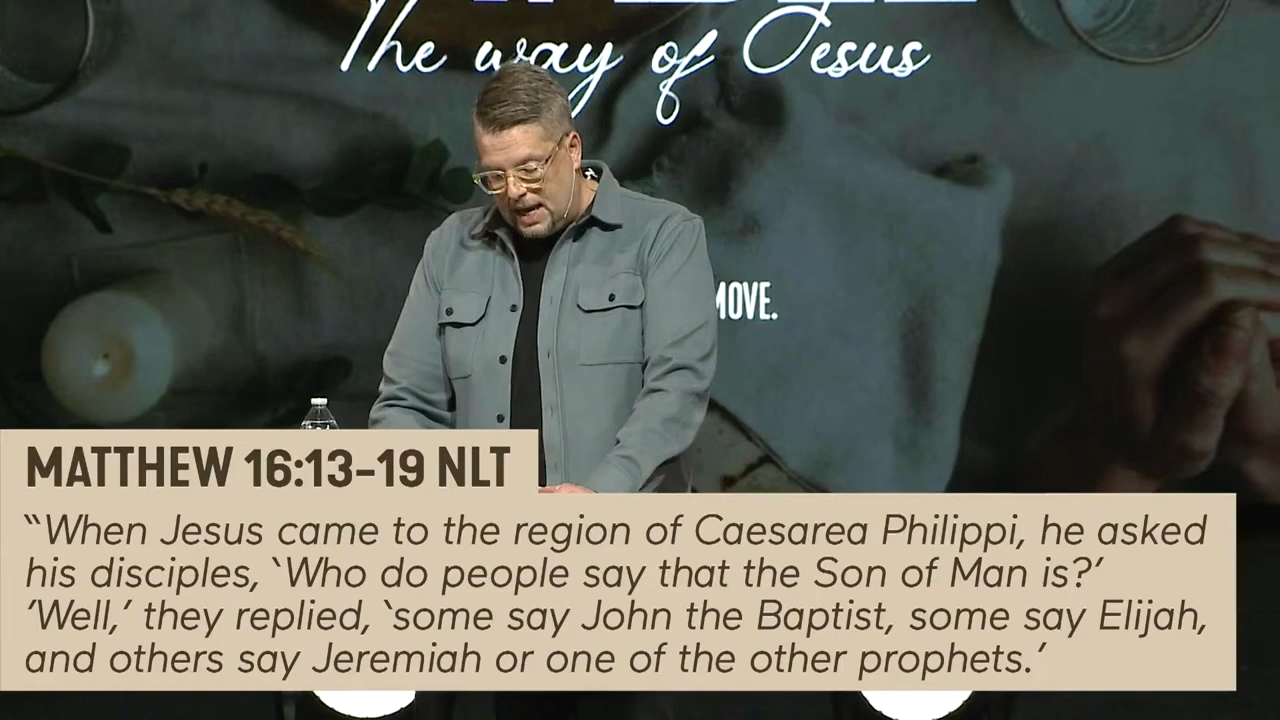 The way of Jesus
MOVE.
MATTHEW 16:13-19 NLT
“When Jesus came to the region of Caesarea Philippi, he asked
his disciples, ‘Who do people say that the Son of Man is?’
’Well,’ they replied, ‘some say John the Baptist, some say Elijah,
and others say Jeremiah or one of the other prophets.’